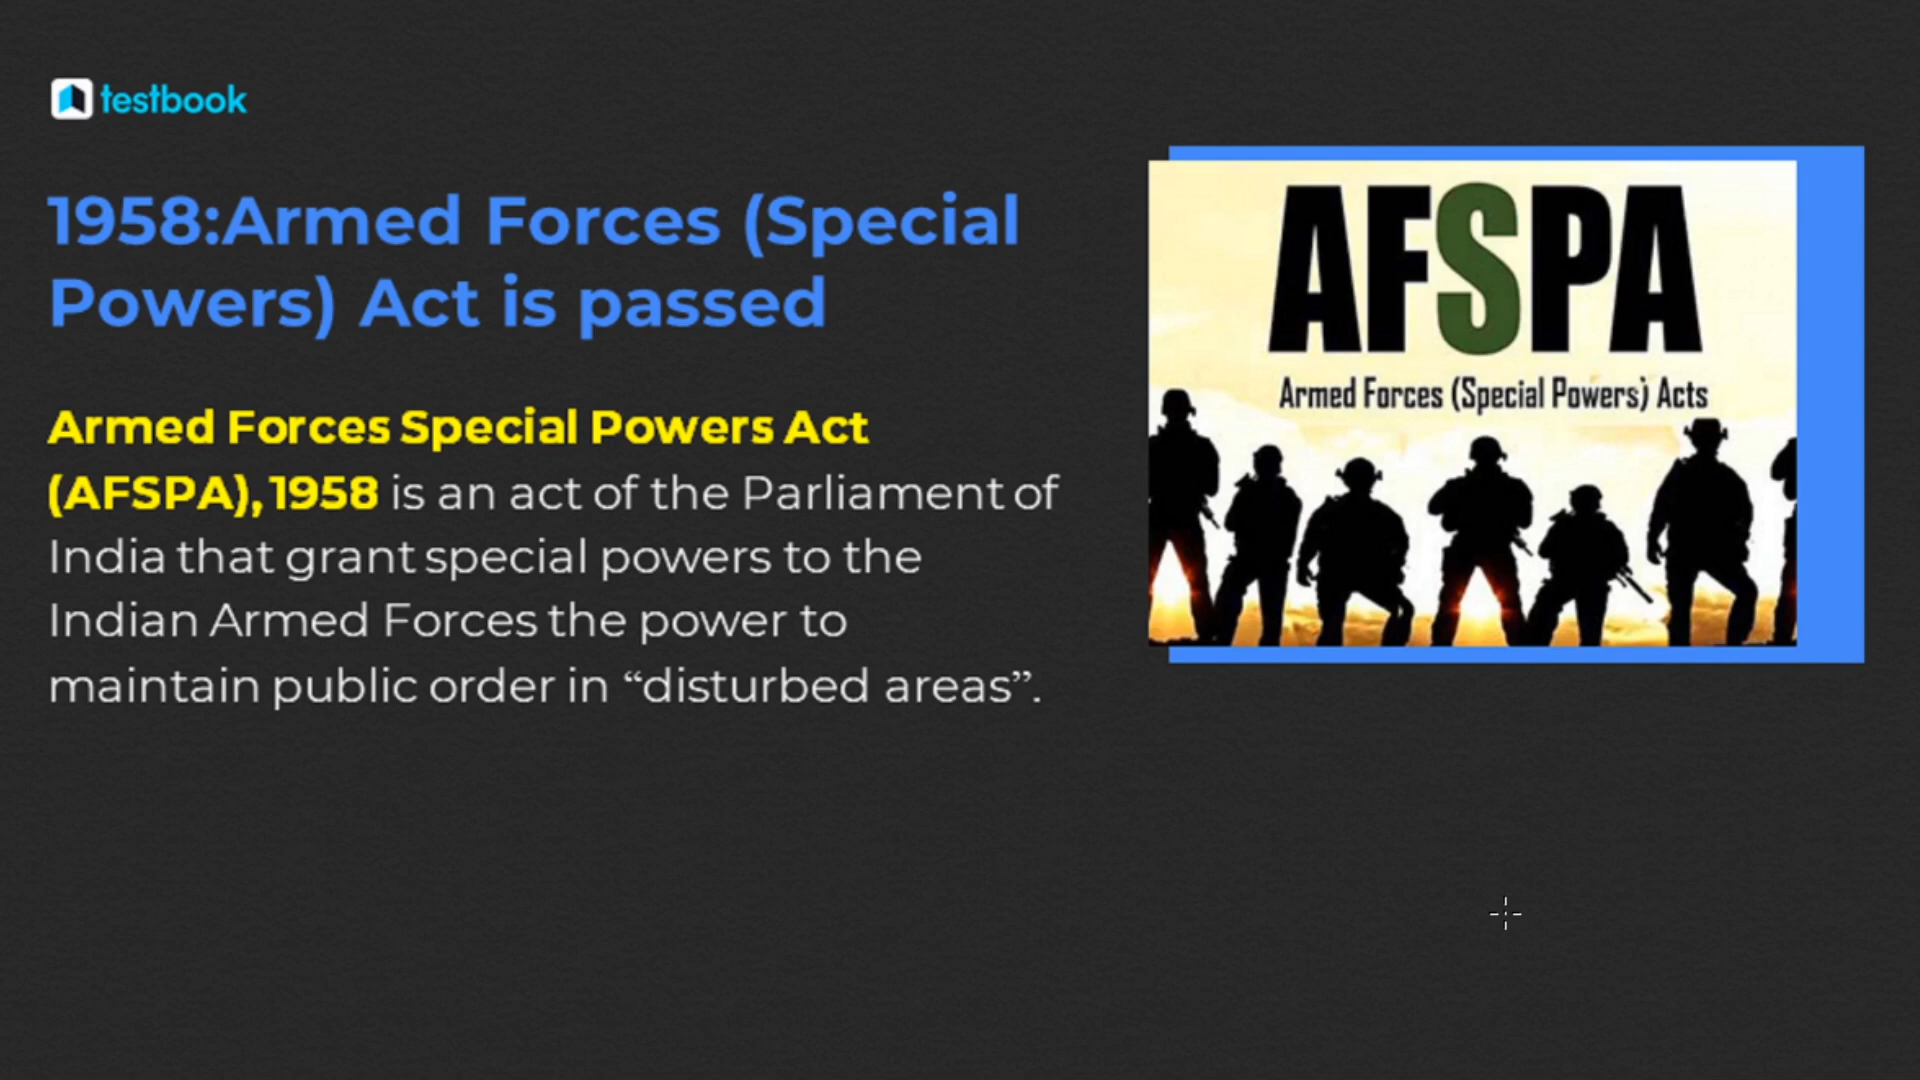 testbook
1958:Armed Forces (Special
Powers) Act is passed
Armed Forces Special Powers Act
(AFSPA), 1958 is an act of the Parliament of
India that grant special powers to the
Indian Armed Forces the power to
maintain public order in “disturbed areas”.
AFSPA
Armed Forces (Special Powers) Acts